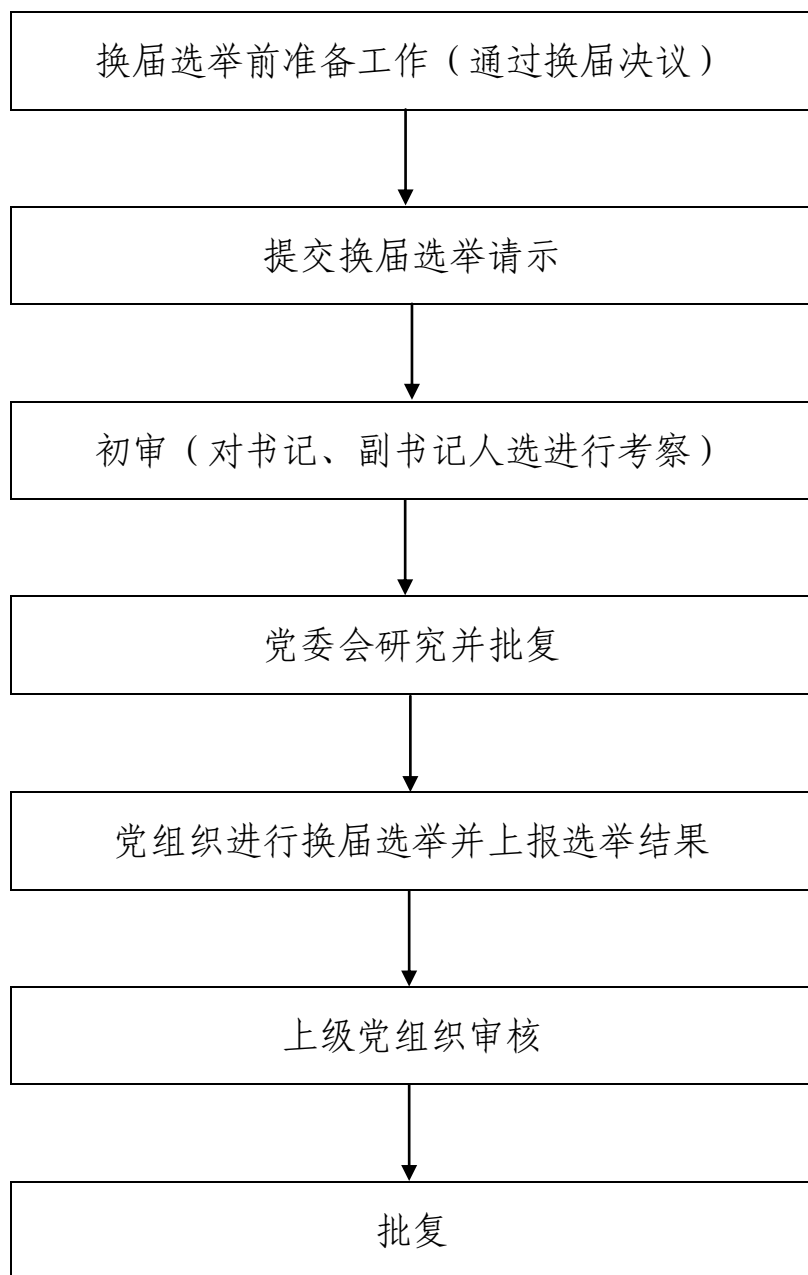 换届选举前准备工作（通过换届决议）
提交换届选举请示
初审（对书记、副书记人选进行考察）
党委会研究并批复
党组织进行换届选举并上报选举结果
上级党组织审核
批复